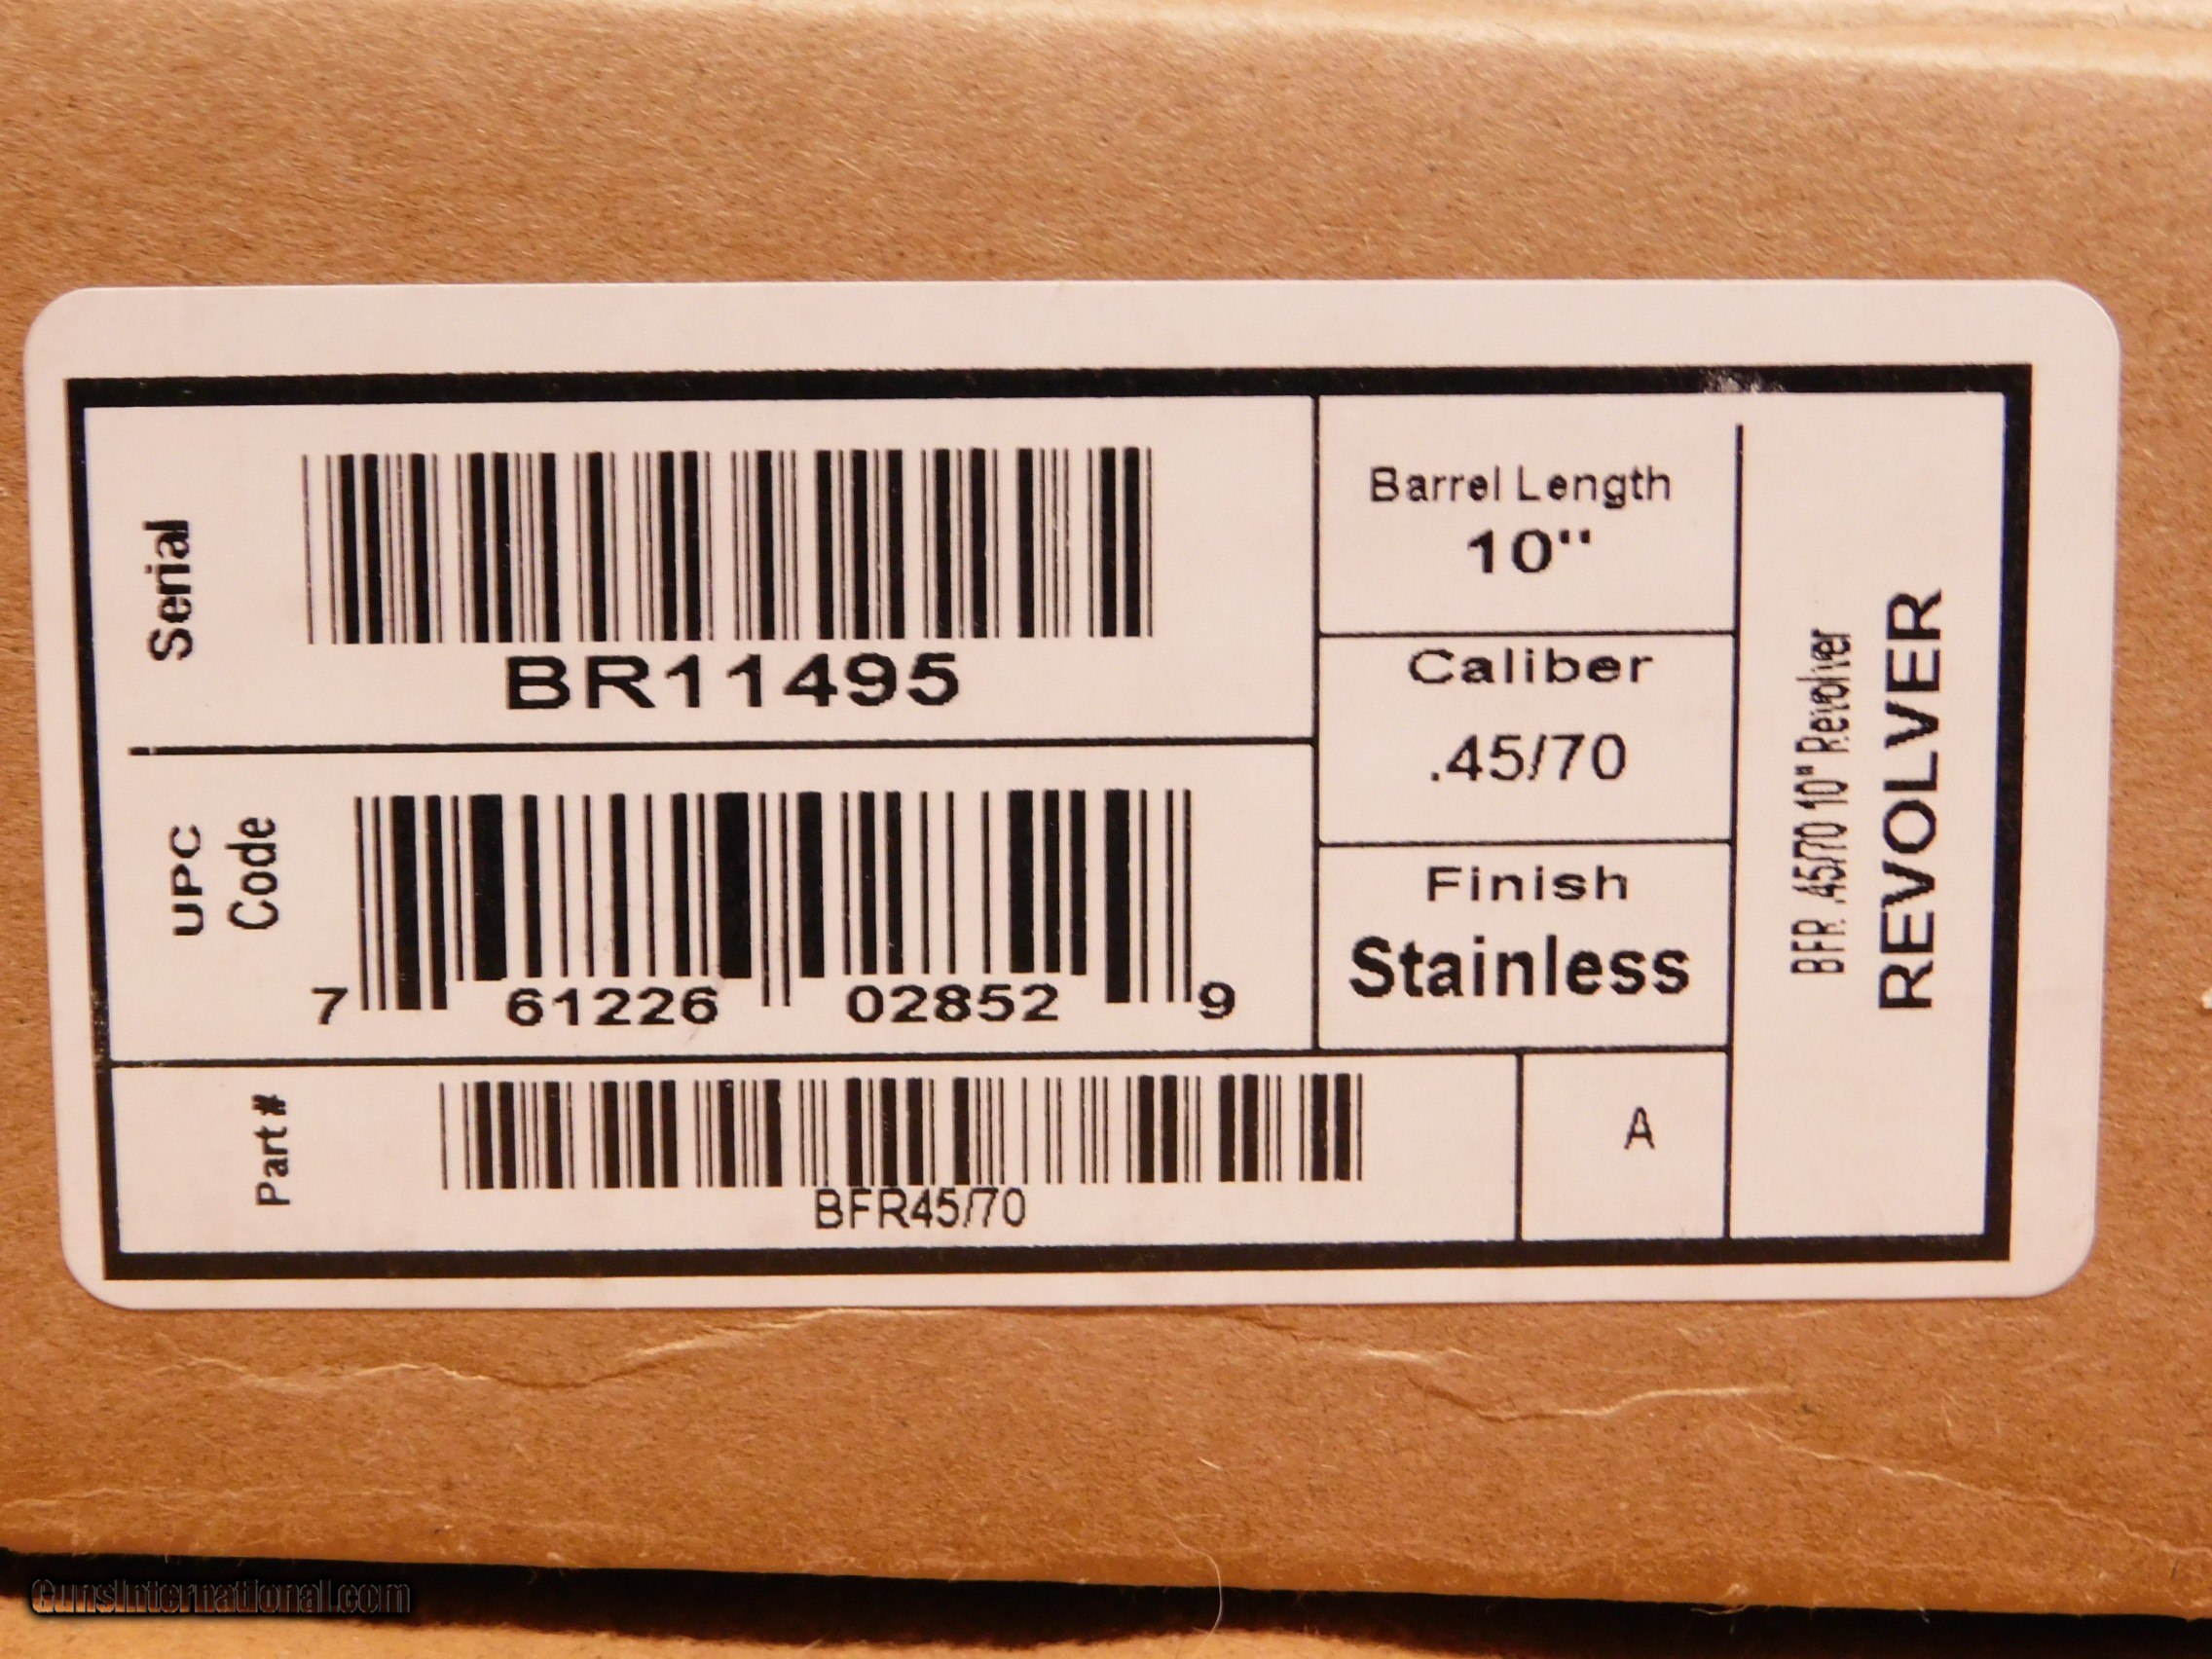 Serial
BR11495
UPC
Code
7 61226 02852 9
Part #
BFR45/70
Barrel Length
10"
Caliber
.45/70
Finish
Stainless
A
BFR .45/70 10" Revolver
REVOLVER
GunsInternational.com